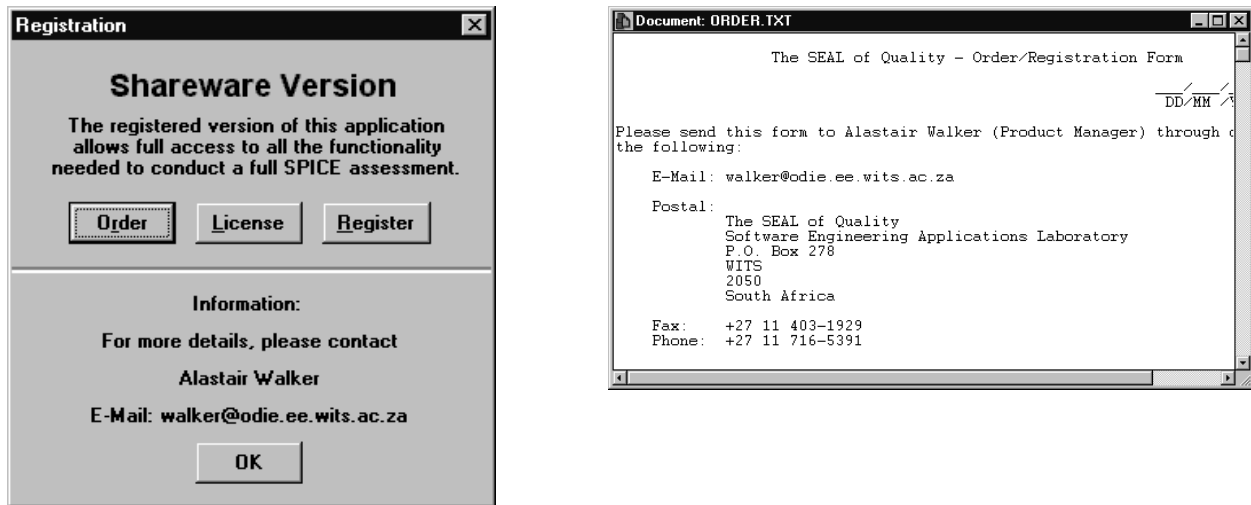 Registration
Shareware Version
The registered version of this application
allows full access to all the functionality
needed to conduct a full SPICE assessment.
Order License Register
Information:
For more details, please contact
Alastair Walker
E-Mail: walker@odie.ee.wits.ac.za
OK
Document: ORDER.TXT
The SEAL of Quality - Order/Registration Form
__/__/
DD/MM /
Please send this form to Alastair Walker (Product Manager) through
the following:
E-Mail: walker@odie.ee.wits.ac.za
Postal:
The SEAL of Quality
Software Engineering Applications Laboratory
P.O. Box 278
WITS
2050
South Africa
Fax: +27 11 403-1929
Phone: +27 11 716-5391